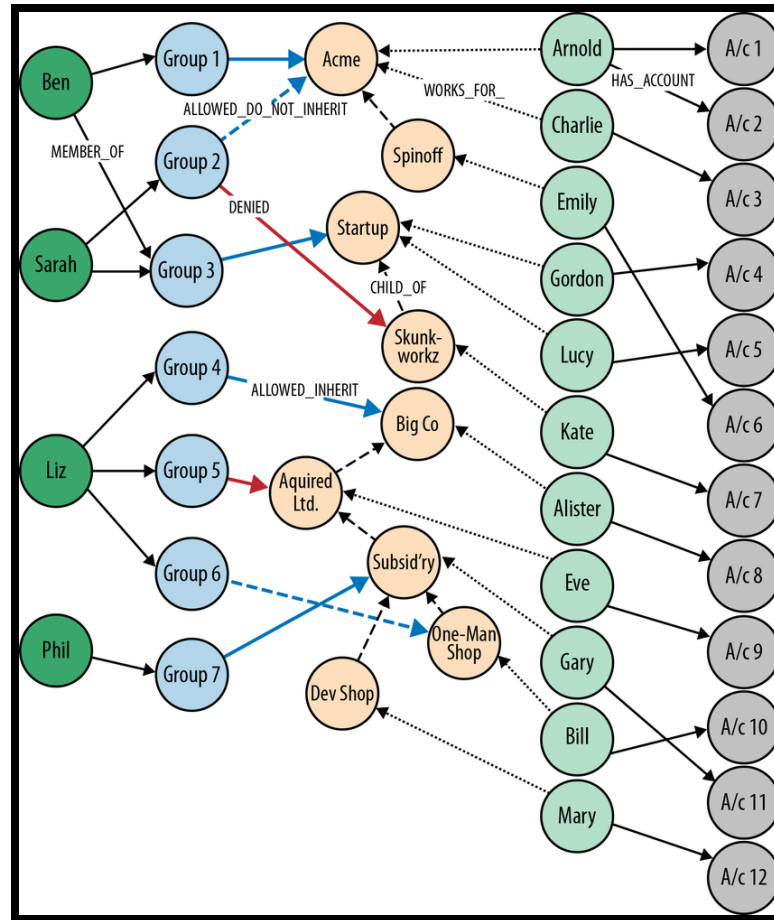 Ben
Sarah
Liz
Phil
MEMBER_OF
Group 1
Group 2
Group 3
Group 4
Group 5
Group 6
Group 7
ALLOWED_DO_NOT_INHERIT
DENIED
ALLOWED_INHERIT
Acme
Spinoff
Startup
CHILD_OF
Skunk-
workz
Big Co
Aquired
Ltd.
Subsid'ry
One-Man
Shop
Dev Shop
WORKS_FOR_
Arnold
Charlie
Emily
Gordon
Lucy
Kate
Alister
Eve
Gary
Bill
Mary
HAS_ACCOUNT
A/c 1
A/c 2
A/c 3
A/c 4
A/c 5
A/c 6
A/c 7
A/c 8
A/c 9
A/c 10
A/c 11
A/c 12